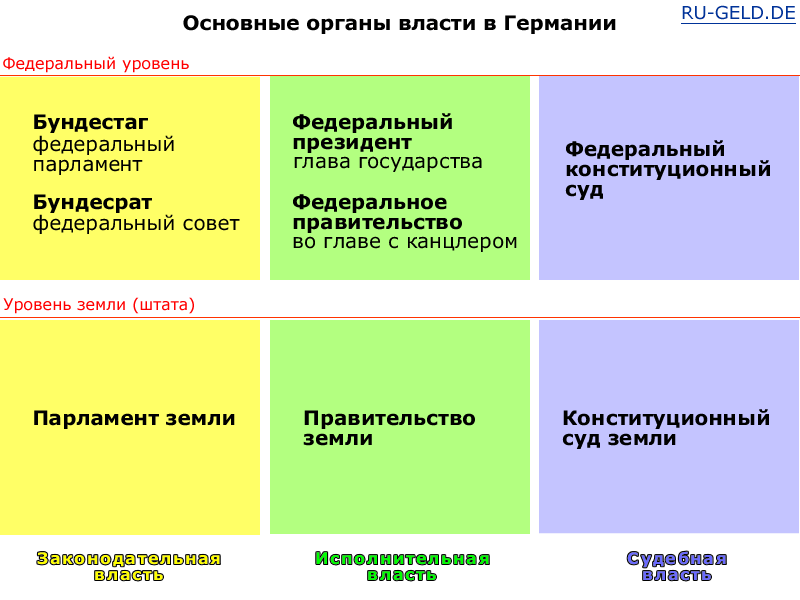 Основные органы власти в Германии
RU-GELD.DE
Федеральный уровень
Бундестаг
федеральный
парламент
Бундесрат
федеральный совет
Федеральный
президент
глава государства
Федеральное
правительство
во главе с канцлером
Федеральный
конституционный
суд
Уровень земли (штата)
Парламент земли
Правительство
земли
Конституционный
суд земли
Законодательная
власть
Исполнительная
власть
Судебная
власть